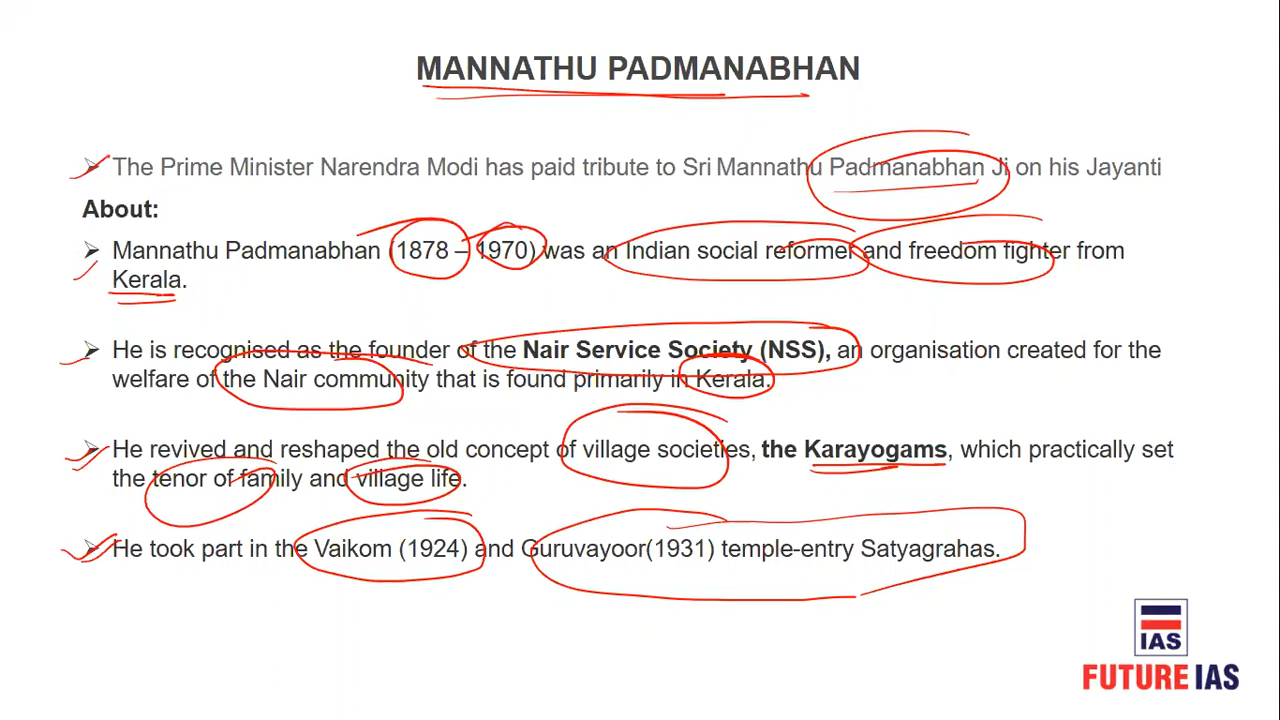 MANNATHU PADMANABHAN
➢ The Prime Minister Narendra Modi has paid tribute to Sri Mannathu Padmanabhan Ji on his Jayanti
About:
➢ Mannathu Padmanabhan (1878 – 1970) was an Indian social reformer and freedom fighter from
Kerala.
➢ He is recognised as the founder of the Nair Service Society (NSS), an organisation created for the
welfare of the Nair community that is found primarily in Kerala.
➢ He revived and reshaped the old concept of village societies, the Karayogams, which practically set
the tenor of family and village life.
➢ He took part in the Vaikom (1924) and Guruvayoor(1931) temple-entry Satyagrahas.
IAS
FUTURE IAS